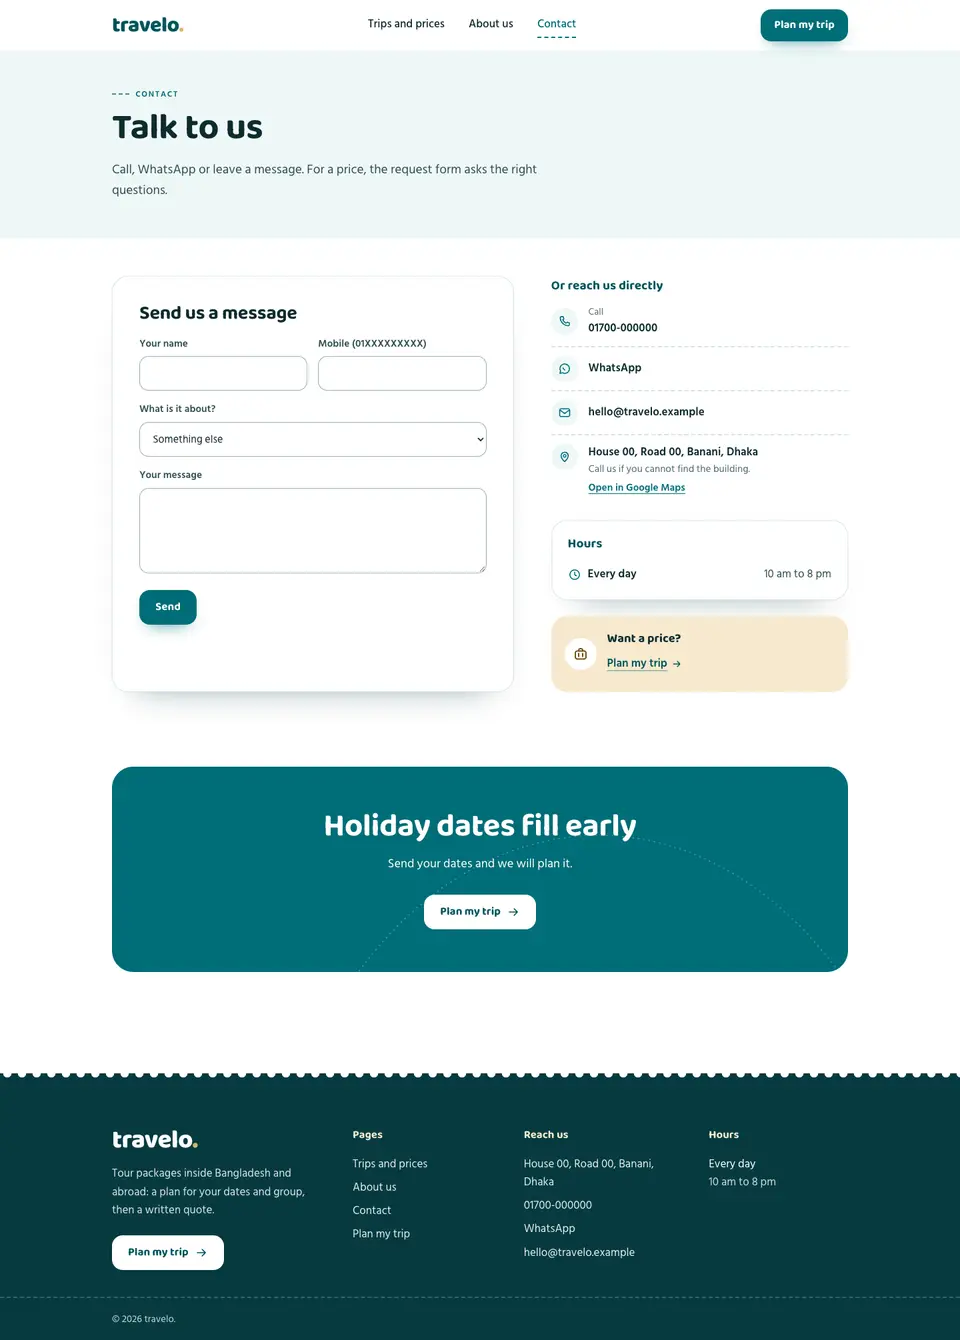 travelo.
Trips and prices
About us
Contact
Plan my trip
CONTACT
Talk to us
Call, WhatsApp or leave a message. For a price, the request form asks the right
questions.
Send us a message
Your name
Mobile (01XXXXXXXXX)
What is it about?
Something else
Your message
Send
Or reach us directly
Call
01700-000000
WhatsApp
hello@travelo.example
House 00, Road 00, Banani, Dhaka
Call us if you cannot find the building.
Open in Google Maps
Hours
Every day
10 am to 8 pm
Want a price?
Plan my trip →
Holiday dates fill early
Send your dates and we will plan it.
Plan my trip →
travelo.
Tour packages inside Bangladesh and
abroad: a plan for your dates and group,
then a written quote.
Plan my trip →
Pages
Trips and prices
About us
Contact
Plan my trip
Reach us
House 00, Road 00, Banani,
Dhaka
01700-000000
WhatsApp
hello@travelo.example
Hours
Every day
10 am to 8 pm
© 2026 travelo.